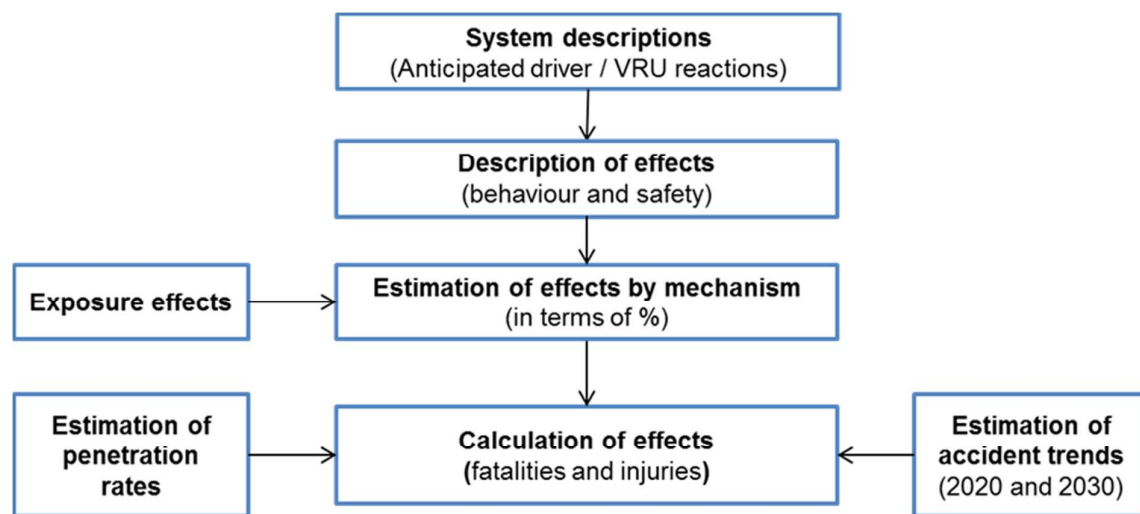 System descriptions
(Anticipated driver / VRU reactions)
Description of effects
(behaviour and safety)
Exposure effects
Estimation of effects by mechanism
(in terms of %)
Estimation of
penetration
rates
Calculation of effects
(fatalities and injuries)
Estimation of
accident trends
(2020 and 2030)